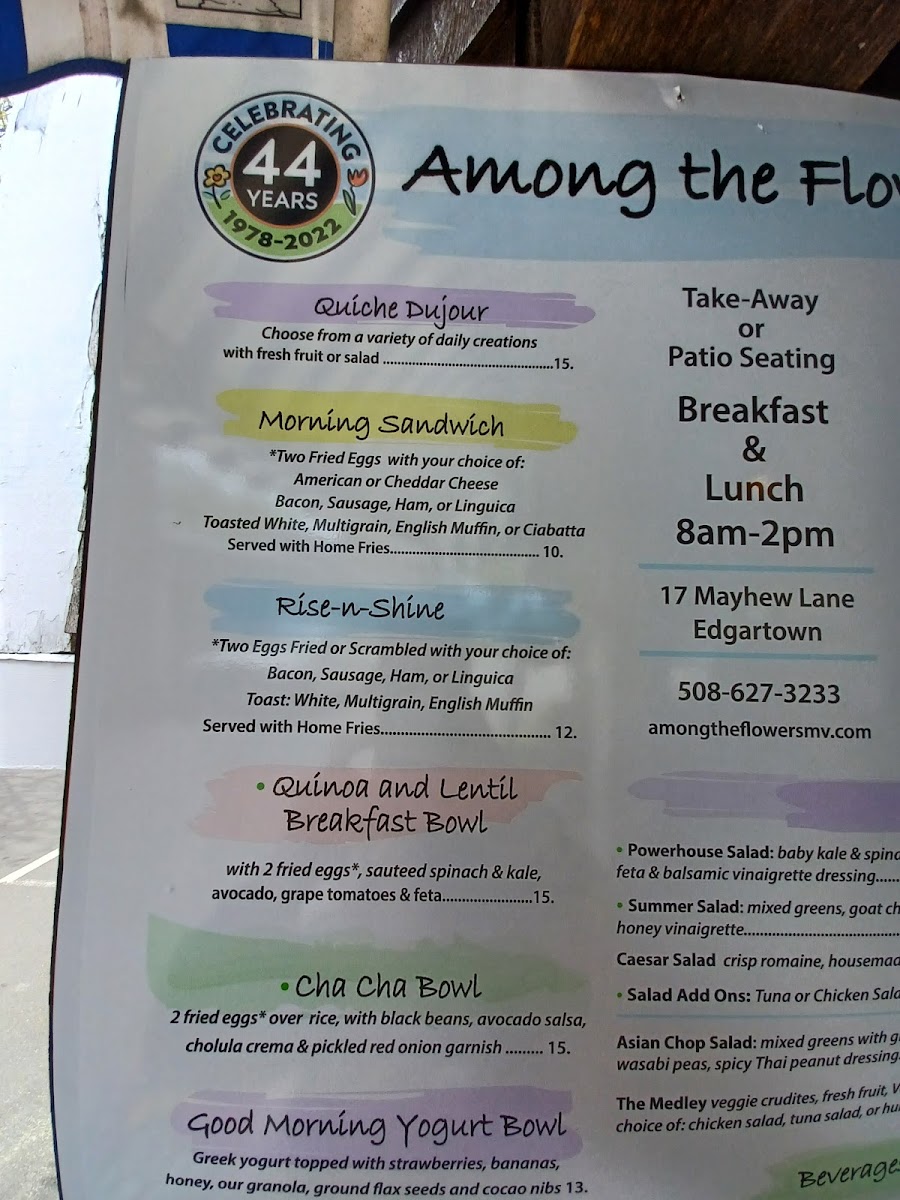 CELEBRATING
44
YEARS
1978-2022
Among the
Quiche Dujour
Choose from a variety of daily creations
with fresh fruit or salad ...............................................15.
Morning Sandwich
*Two Fried Eggs with your choice of:
American or Cheddar Cheese
Bacon, Sausage, Ham, or Linguica
Toasted White, Multigrain, English Muffin, or Ciabatta
Served with Home Fries......................................... 10.
Rise-n-Shine
*Two Eggs Fried or Scrambled with your choice of:
Bacon, Sausage, Ham, or Linguica
Toast: White, Multigrain, English Muffin
Served with Home Fries........................................... 12.
• Quinoa and Lentil
Breakfast Bowl
with 2 fried eggs*, sauteed spinach & kale,
avocado, grape tomatoes & feta.......................15.
• Cha Cha Bowl
2 fried eggs* over rice, with black beans, avocado salsa,
cholula crema & pickled red onion garnish ......... 15.
Good Morning Yogurt Bowl
Greek yogurt topped with strawberries, bananas,
honey, our granola, ground flax seeds and cocao nibs 13.
Take-Away
or
Patio Seating
Breakfast
&
Lunch
8am-2pm
17 Mayhew Lane
Edgartown
508-627-3233
amongtheflowersmv.com
• Powerhouse Salad: baby kale &
feta & balsamic vinaigrette dressing......
• Summer Salad: mixed greens, goat
honey vinaigrette.......................................
Caesar Salad crisp romaine,
• Salad Add Ons: Tuna or Chicken
Asian Chop Salad: mixed greens with
wasabi peas, spicy Thai peanut dressing
The Medley veggie crudites, fresh fruit,
choice of: chicken salad, tuna salad, or
Beverages